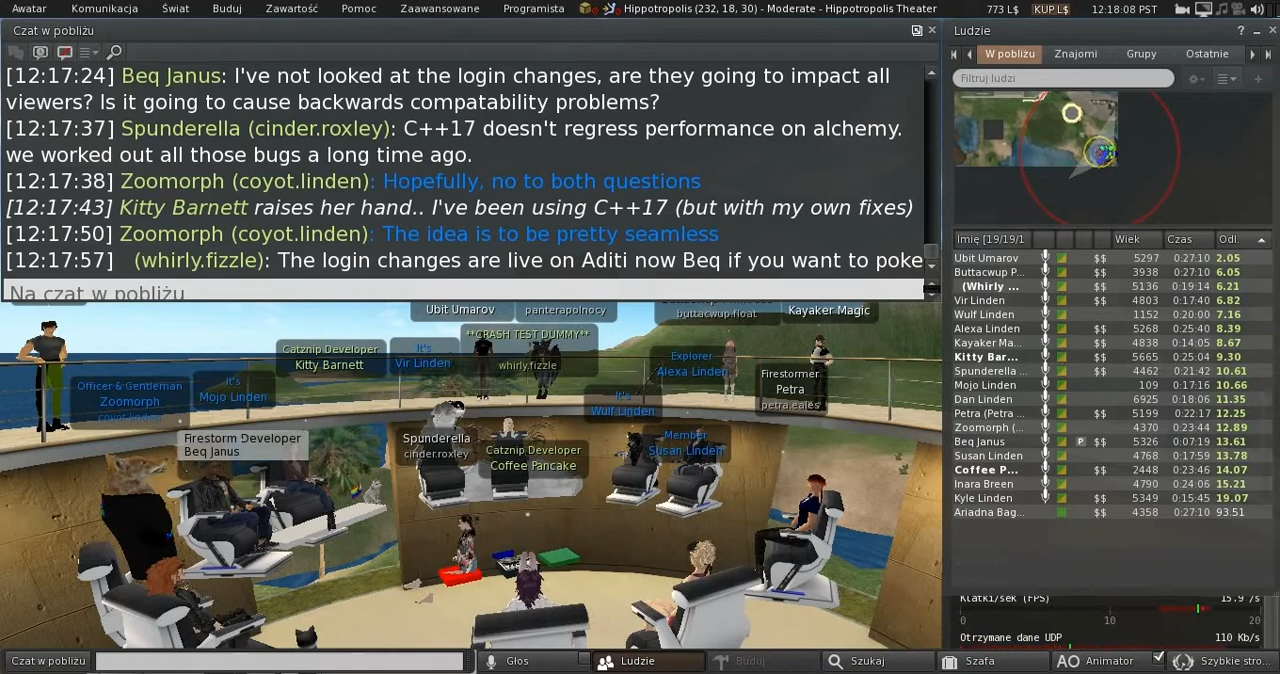 Awatar Komunikacja Świat Buduj Zawartość Pomoc Zaawansowane Programista Hippotropolis (232, 18, 30) - Moderate - Hippotropolis Theater 773 L$ KUP L$ 12:18:08 PST
Czat w pobliżu
[12:17:24] Beq Janus: I've not looked at the login changes, are they going to impact all
viewers? Is it going to cause backwards compatability problems?
[12:17:37] Spunderella (cinder.roxley): C++17 doesn't regress performance on alchemy.
we worked out all those bugs a long time ago.
[12:17:38] Zoomorph (coyot.linden): Hopefully, no to both questions
[12:17:43] Kitty Barnett raises her hand.. I've been using C++17 (but with my own fixes)
[12:17:50] Zoomorph (coyot.linden): The idea is to be pretty seamless
[12:17:57] (whirly.fizzle): The login changes are live on Aditi now Beq if you want to poke
Na czat w pobliżu
Ubit Umarov
panterapolnocy
buttacwup.float
Kayaker Magic
**CRASH TEST DUMMY**
whirly.fizzle
Catznip Developer
Kitty Barnett
It's
Vir Linden
Explorer
Alexa Linden
Officer & Gentleman
Zoomorph
coyot.linden
It's
Mojo Linden
It's
Wulf Linden
Firestormer
Petra
petra.eales
Firestorm Developer
Beq Janus
Spunderella
cinder.roxley
Catznip Developer
Coffee Pancake
Member
Susan Linden
Ludzie
? _ ×
W pobliżu Znajomi Grupy Ostatnie
Filtruj ludzi
Imię [19/19/1 Wiek Czas Odl.
Ubit Umarov $$ 5297 0:27:10 2.05
Buttacwup P... $$ 3938 0:27:10 6.05
(Whirly ... $$ 5136 0:19:14 6.21
Vir Linden $$ 4803 0:17:40 6.82
Wulf Linden 1152 0:20:00 7.16
Alexa Linden $$ 5268 0:25:40 8.39
Kayaker Ma... $$ 4838 0:14:05 8.67
Kitty Bar... $$ 5665 0:25:04 9.30
Spunderella ... $$ 4462 0:21:42 10.61
Mojo Linden 109 0:17:16 10.66
Dan Linden 6925 0:18:06 11.35
Petra (Petra ... $$ 5199 0:22:17 12.25
Zoomorph (... 4370 0:23:44 12.89
Beq Janus P $$ 5326 0:07:19 13.61
Susan Linden 4768 0:17:59 13.78
Coffee P... $$ 2448 0:23:46 14.07
Inara Breen 4790 0:24:06 15.21
Kyle Linden $$ 5349 0:15:45 19.07
Ariadna Bag... $$ 4358 0:27:10 93.51
Klatki/sek (FPS) 15.9 /s
0 10 20
Otrzymane dane UDP 110 Kb/s
Czat w pobliżu Głos Ludzie Buduj Szukaj Szafa AO Animator Szybkie stro...